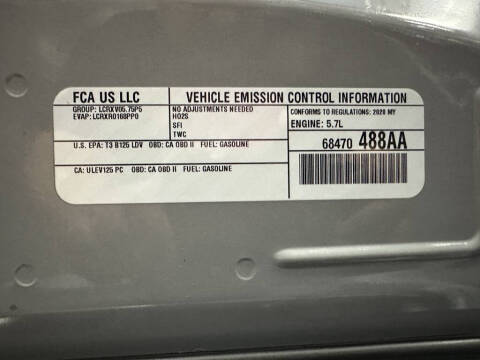 FCA US LLC
VEHICLE EMISSION CONTROL INFORMATION
GROUP: LCRXV05.75P5
EVAP: LCRXR0168PP0
NO ADJUSTMENTS NEEDED
HO2S
SFI
TWC
CONFORMS TO REGULATIONS: 2020 MY
ENGINE: 5.7L
U.S. EPA: T3 B125 LDV OBD: CA OBD II FUEL: GASOLINE
68470 488AA
CA: ULEV125 PC OBD: CA OBD II FUEL: GASOLINE